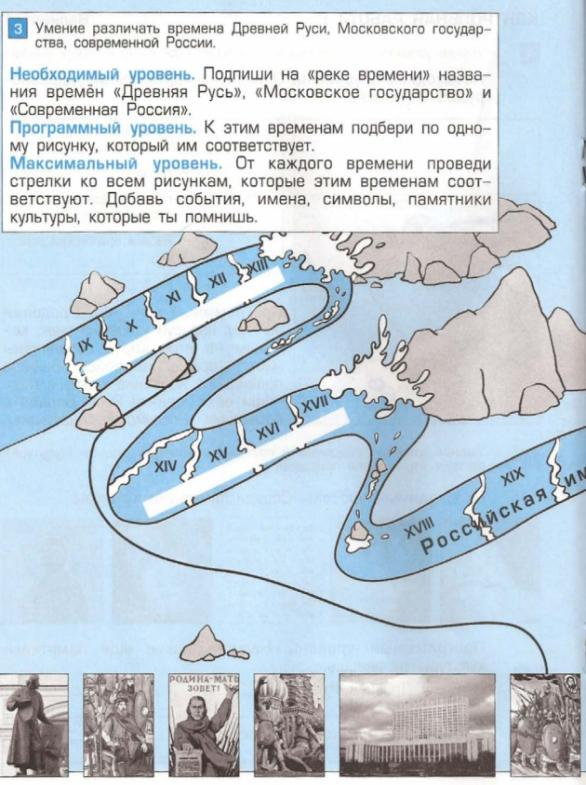 3 Умение различать времена Древней Руси, Московского государ-
ства, современной России.
Необходимый уровень. Подпиши на «реке времени» назва-
ния времён «Древняя Русь», «Московское государство» и
«Современная Россия».
Программный уровень. К этим временам подбери по одно-
му рисунку, который им соответствует.
Максимальный уровень. От каждого времени проведи
стрелки ко всем рисункам, которые этим временам соот-
ветствуют. Добавь события, имена, символы, памятники
культуры, которые ты помнишь.
IX X XI XII XIII
XIV XV XVI XVII
XVIII XIX
Российская им
РОДИНА-МАТЬ
ЗОВЕТ!